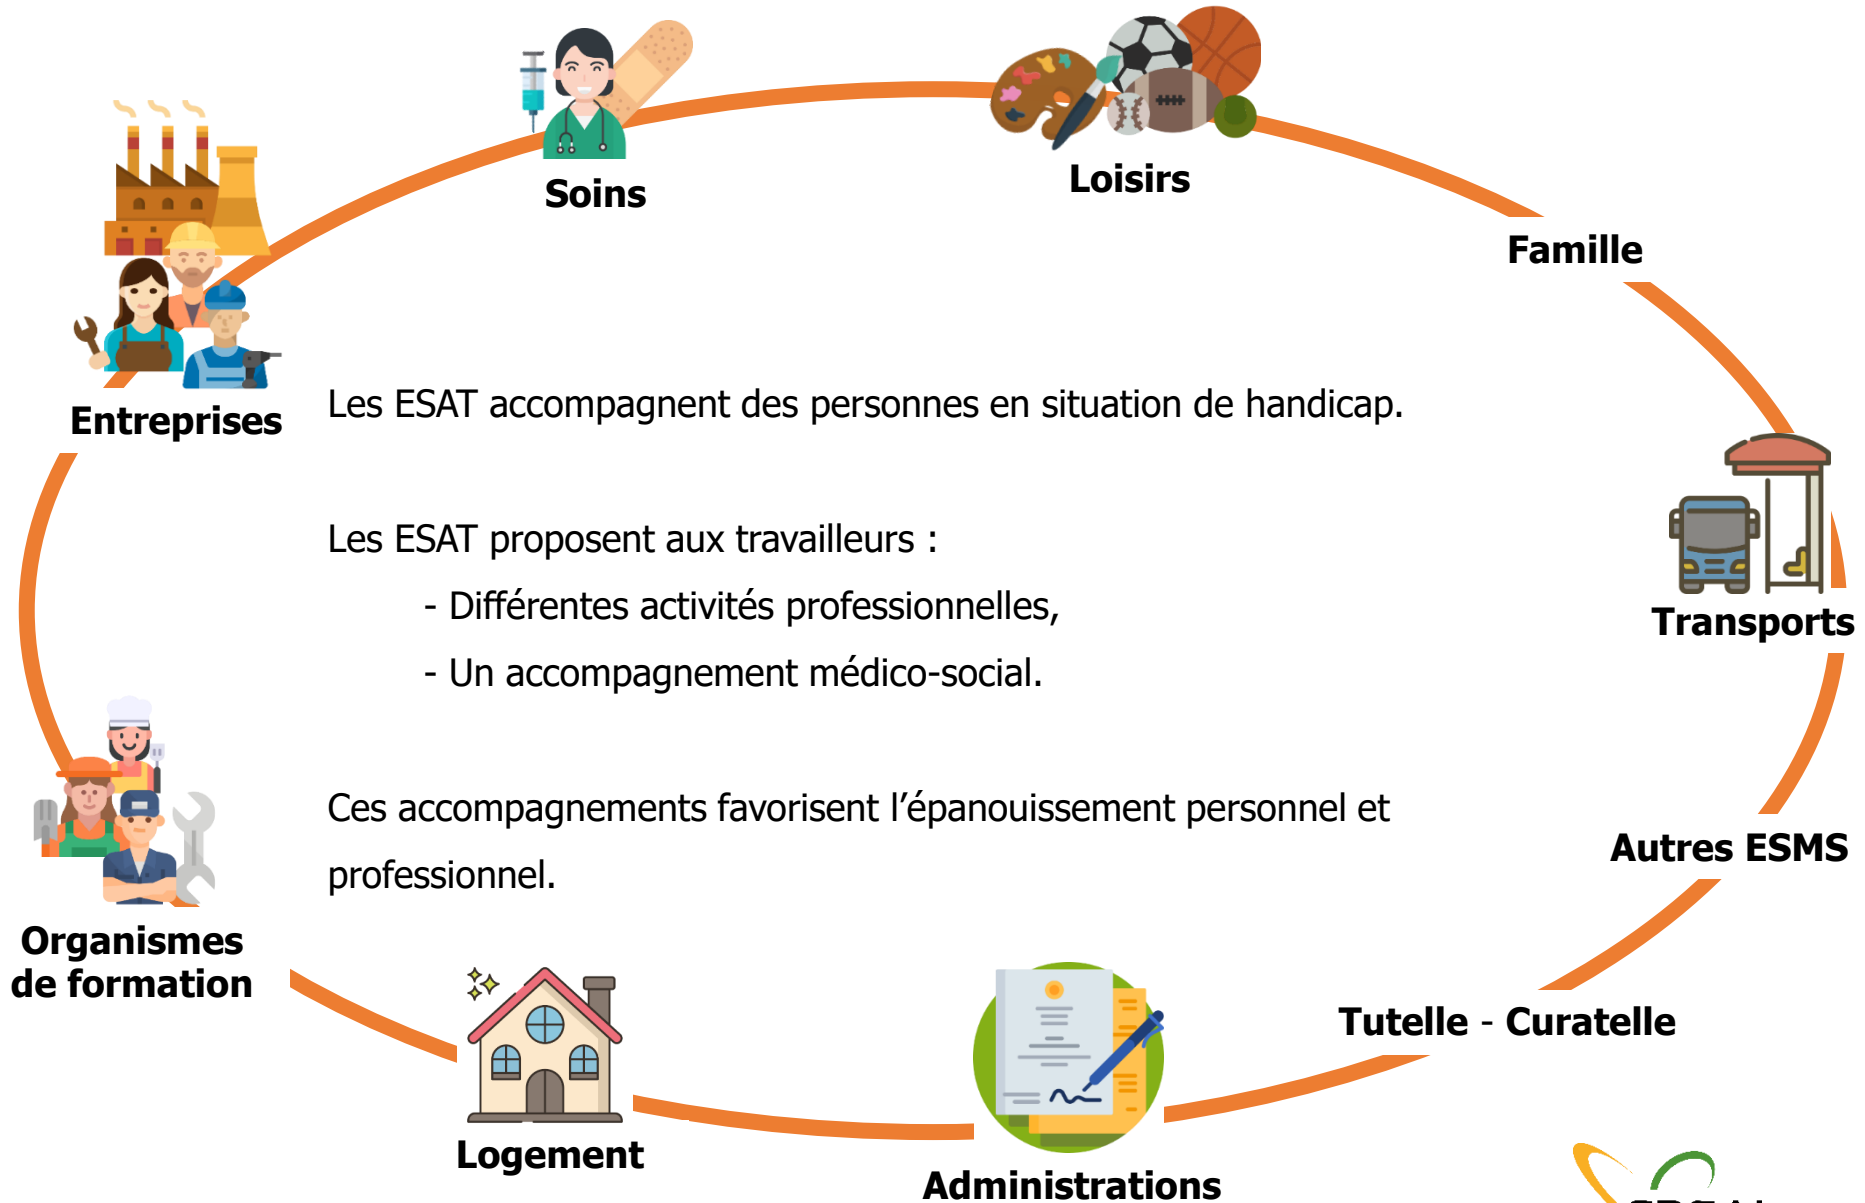 Soins
Loisirs
Famille
Entreprises
Les ESAT accompagnent des personnes en situation de handicap.
Les ESAT proposent aux travailleurs :
- Différentes activités professionnelles,
- Un accompagnement médico-social.
Transports
Ces accompagnements favorisent l’épanouissement personnel et
professionnel.
Autres ESMS
Organismes
de formation
Tutelle - Curatelle
Logement
Administrations